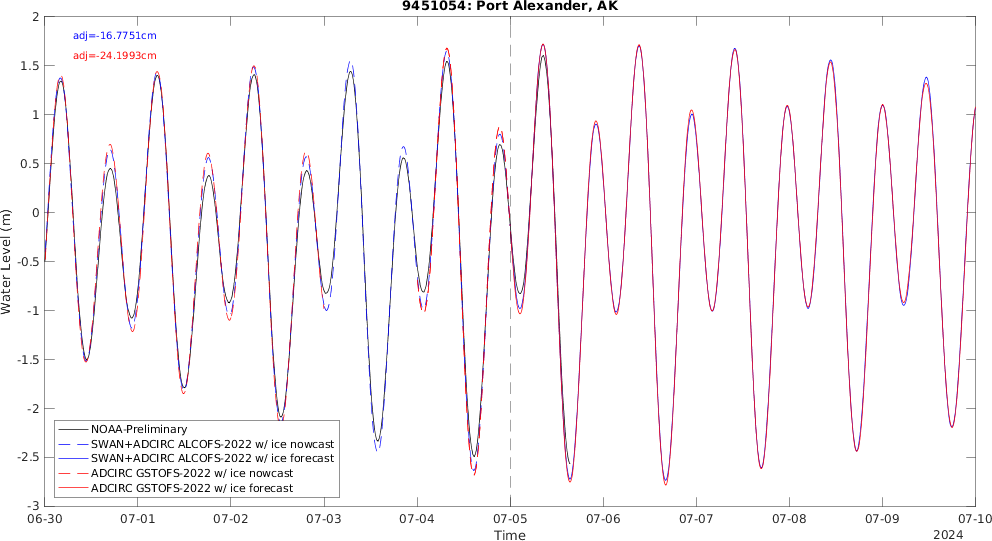 9451054: Port Alexander, AK
adj=-16.7751cm
adj=-24.1993cm
Water Level (m)
2
1.5
1
0.5
0
-0.5
-1
-1.5
-2
-2.5
-3
NOAA-Preliminary
SWAN+ADCIRC ALCOFS-2022 w/ ice nowcast
SWAN+ADCIRC ALCOFS-2022 w/ ice forecast
ADCIRC GSTOFS-2022 w/ ice nowcast
ADCIRC GSTOFS-2022 w/ ice forecast
06-30 07-01 07-02 07-03 07-04 07-05 07-06 07-07 07-08 07-09 07-10
Time
2024